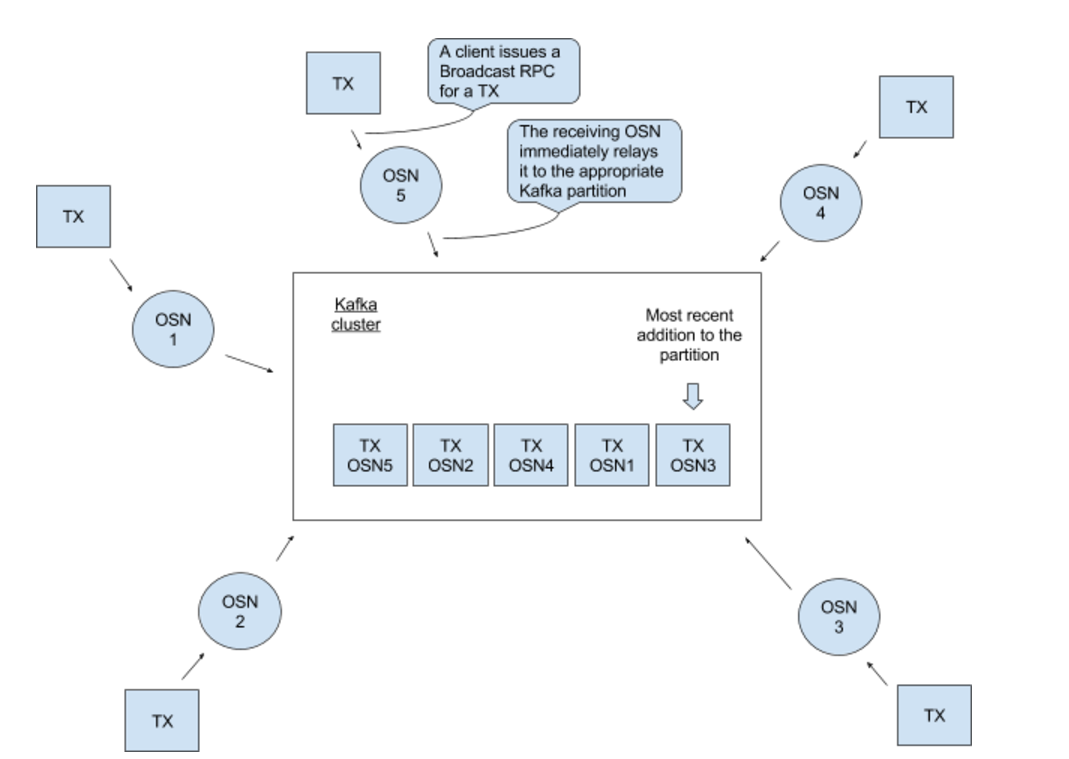 TX
A client issues a
Broadcast RPC
for a TX
TX
The receiving OSN
immediately relays
it to the appropriate
Kafka partition
OSN
5
OSN
4
TX
OSN
1
Kafka
cluster
Most recent
addition to the
partition
TX
OSN5
TX
OSN2
TX
OSN4
TX
OSN1
TX
OSN3
OSN
2
OSN
3
TX
TX